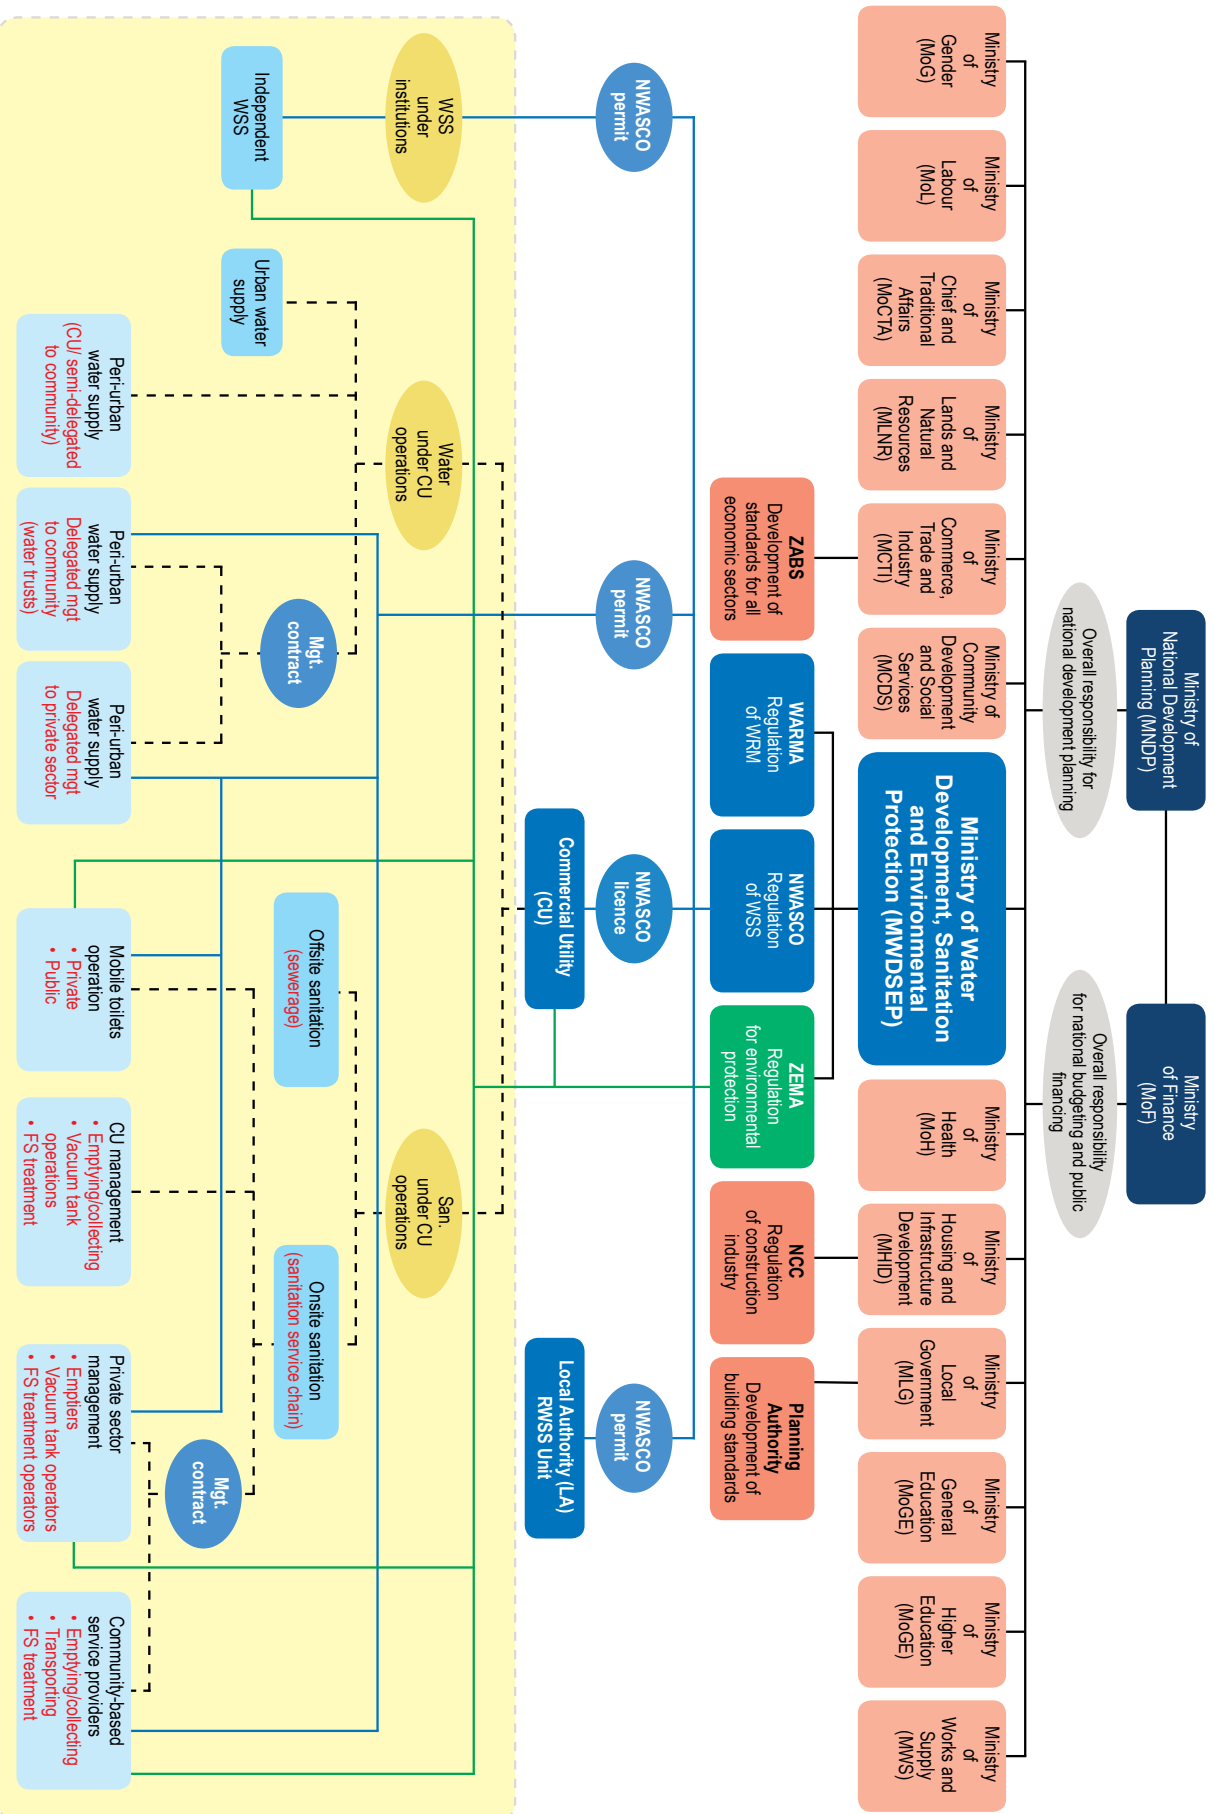 Ministry of
National Development
Planning (MNDP)
Ministry
of Finance
(MoF)
Overall responsibility for
national development planning
Overall responsibility
for national budgeting and public
financing
Ministry
of
Gender
(MoG)
Ministry
of
Labour
(MoL)
Ministry
of
Chief and
Traditional
Affairs
(MoCTA)
Ministry
of
Lands and
Natural
Resources
(MLNR)
Ministry
of
Commerce,
Trade and
Industry
(MCTI)
Ministry of
Community
Development
and Social
Services
(MCDS)
Ministry of Water
Development, Sanitation
and Environmental
Protection (MWDSEP)
Ministry
of
Health
(MoH)
Ministry
of
Housing and
Infrastructure
Development
(MHID)
Ministry
of
Local
Government
(MLG)
Ministry
of
General
Education
(MoGE)
Ministry
of
Higher
Education
(MoGE)
Ministry
of
Works and
Supply
(MWS)
ZABS
Development of
standards for all
economic sectors
WARMA
Regulation
of WRM
NWASCO
Regulation
of WSS
ZEMA
Regulation
for environmental
protection
NCC
Regulation
of construction
industry
Planning
Authority
Development of
building standards
NWASCO
permit
NWASCO
permit
NWASCO
licence
NWASCO
permit
Commercial Utility
(CU)
Local Authority (LA)
RWSS Unit
WSS
under
institutions
Water
under CU
operations
San.
under CU
operations
Independent
WSS
Urban water
supply
Mgt.
contract
Offsite sanitation
(sewerage)
Onsite sanitation
(sanitation service chain)
Mgt.
contract
Peri-urban
water supply
(CU/ semi-delegated
to community)
Peri-urban
water supply
Delegated mgt
to community
(water trusts)
Peri-urban
water supply
Delegated mgt
to private sector
Mobile toilets
operation
• Private
• Public
CU management
• Emptying/collecting
• Vacuum tank
operations
• FS treatment
Private sector
management
• Emptiers
• Vacuum tank operators
• FS treatment operators
Community-based
service providers
• Emptying/collecting
• Transporting
• FS treatment